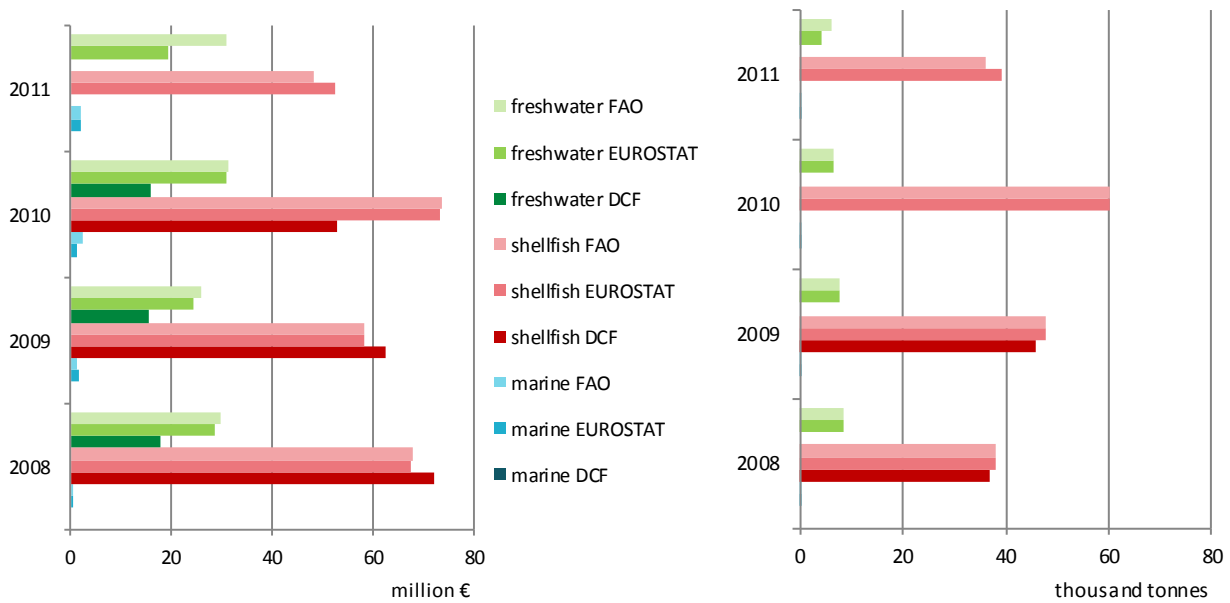 2011
2010
2009
2008
0 20 40 60 80
million €
freshwater FAO
freshwater EUROSTAT
freshwater DCF
shellfish FAO
shellfish EUROSTAT
shellfish DCF
marine FAO
marine EUROSTAT
marine DCF
2011
2010
2009
2008
0 20 40 60 80
thousand tonnes